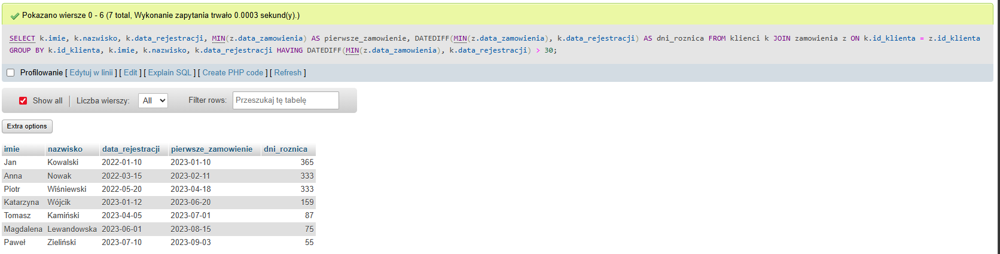 Pokazano wiersze 0 - 6 (7 total, Wykonanie zapytania trwało 0.0003 sekund(y).)
SELECT k.imie, k.nazwisko, k.data_rejestracji, MIN(z.data_zamowienia) AS pierwsze_zamowienie, DATEDIFF(MIN(z.data_zamowienia), k.data_rejestracji) AS dni_roznica FROM klienci k JOIN zamowienia z ON k.id_klienta = z.id_klienta
GROUP BY k.id_klienta, k.imie, k.nazwisko, k.data_rejestracji HAVING DATEDIFF(MIN(z.data_zamowienia), k.data_rejestracji) > 30;
Profilowanie [ Edytuj w linii ] [ Edit ] [ Explain SQL ] [ Create PHP code ] [ Refresh ]
Show all Liczba wierszy: All Filter rows: Przeszukaj tę tabelę
Extra options
imie nazwisko data_rejestracji pierwsze_zamowienie dni_roznica
Jan Kowalski 2022-01-10 2023-01-10 365
Anna Nowak 2022-03-15 2023-02-11 333
Piotr Wiśniewski 2022-05-20 2023-04-18 333
Katarzyna Wójcik 2023-01-12 2023-06-20 159
Tomasz Kamiński 2023-04-05 2023-07-01 87
Magdalena Lewandowska 2023-06-01 2023-08-15 75
Paweł Zieliński 2023-07-10 2023-09-03 55